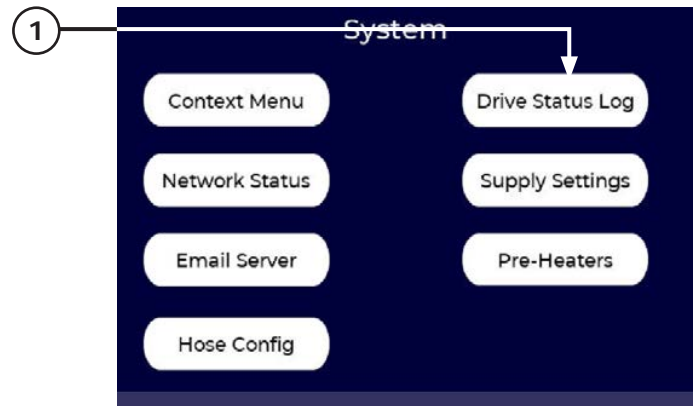 1
System
Context Menu
Drive Status Log
Network Status
Supply Settings
Email Server
Pre-Heaters
Hose Config